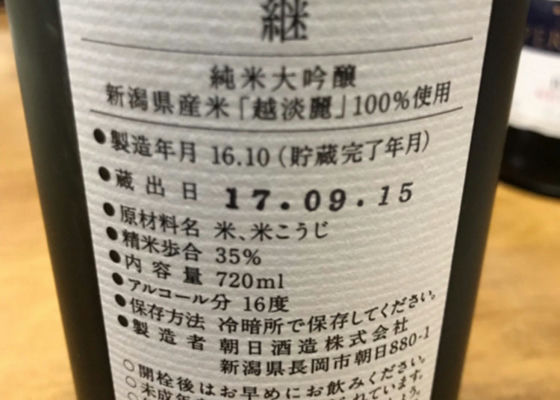 継
純米大吟醸
新潟県産米「越淡麗」100%使用
●製造年月 16.10(貯蔵完了年月)
●蔵出日 17.09.15
●原材料名 米、米こうじ
●精米歩合 35%
●内容量 720ml
●アルコール分 16度
●保存方法 冷暗所で保存してください。
●製造者 朝日酒造株式会社
新潟県長岡市朝日880-1
○開栓後はお早めにお飲みください。
○未成年